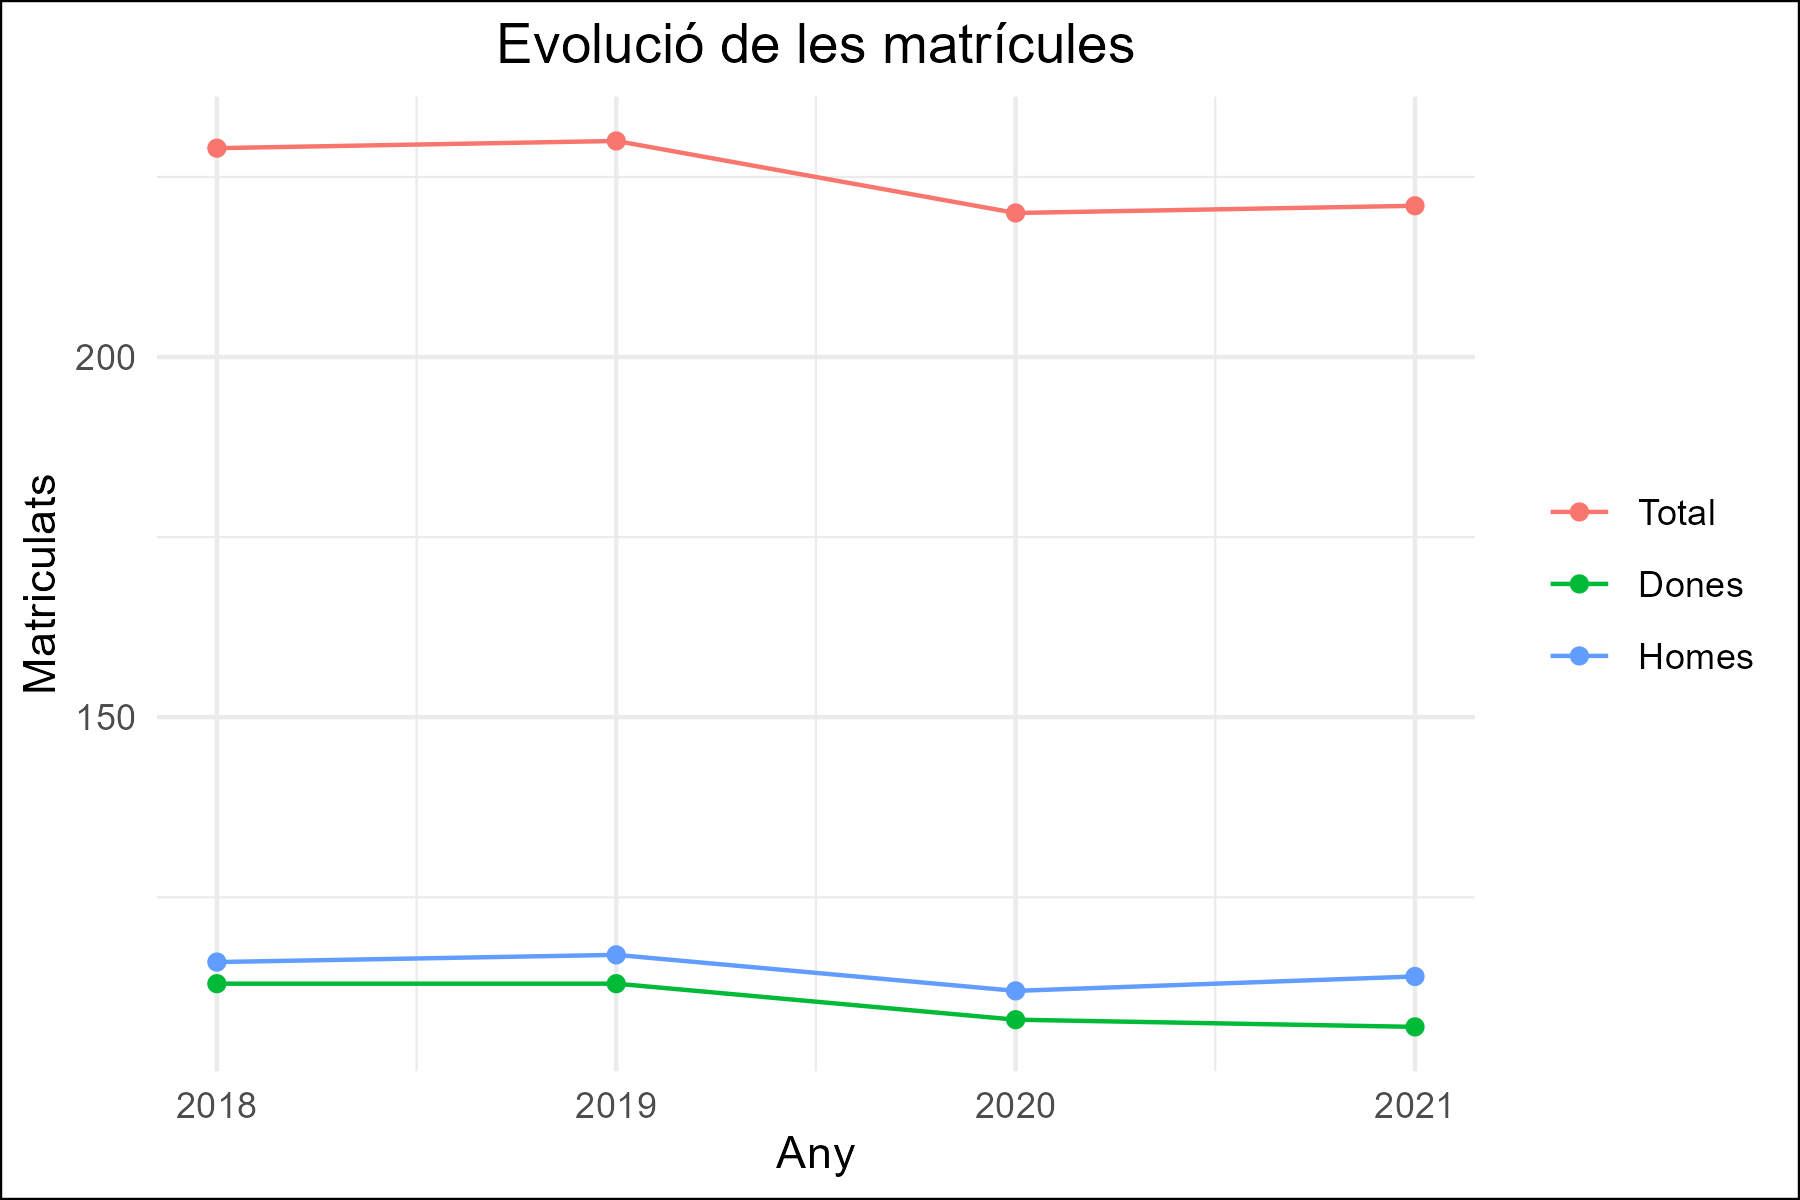 Evolució de les matrícules
Matriculats
200
150
2018
2019
2020
2021
Any
Total
Dones
Homes